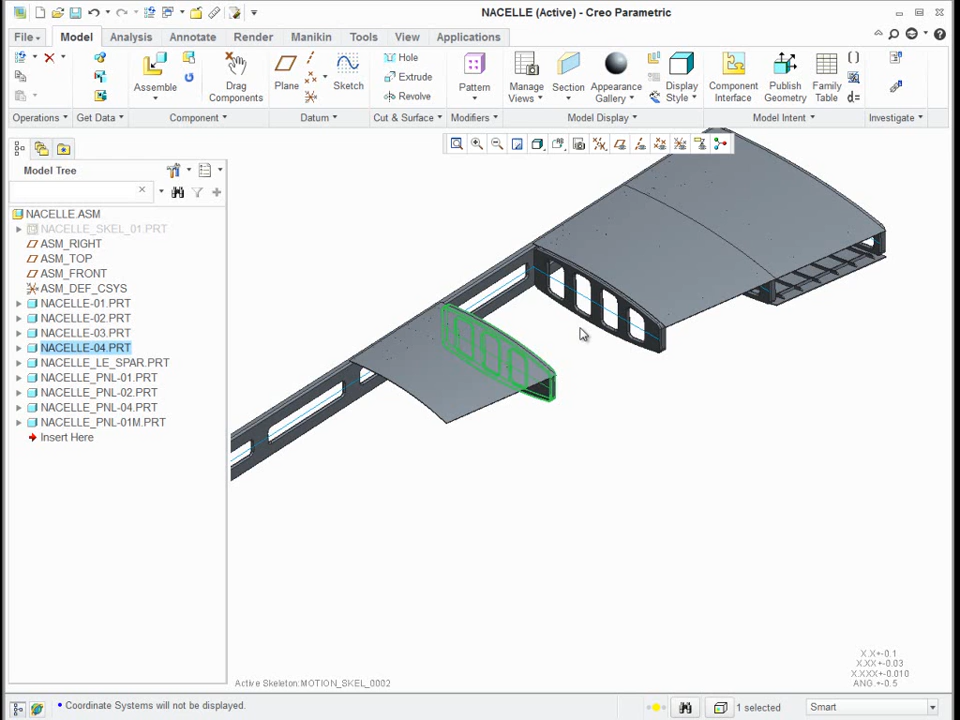 NACELLE (Active) - Creo Parametric
File
Model
Analysis
Annotate
Render
Manikin
Tools
View
Applications
Operations
Get Data
Assemble
Drag
Components
Component
Plane
Sketch
Datum
Hole
Extrude
Revolve
Cut & Surface
Pattern
Modifiers
Manage
Views
Section
Appearance
Gallery
Display
Style
Model Display
Component
Interface
Publish
Geometry
Family
Table
d=
Model Intent
Investigate
Model Tree
NACELLE.ASM
NACELLE_SKEL_01.PRT
ASM_RIGHT
ASM_TOP
ASM_FRONT
ASM_DEF_CSYS
NACELLE-01.PRT
NACELLE-02.PRT
NACELLE-03.PRT
NACELLE-04.PRT
NACELLE_LE_SPAR.PRT
NACELLE_PNL-01.PRT
NACELLE_PNL-02.PRT
NACELLE_PNL-04.PRT
NACELLE_PNL-01M.PRT
Insert Here
X.X+-0.1
X.XX+-0.03
X.XXX+-0.010
ANG.+-0.5
Active Skeleton:MOTION_SKEL_0002
• Coordinate Systems will not be displayed.
1 selected
Smart